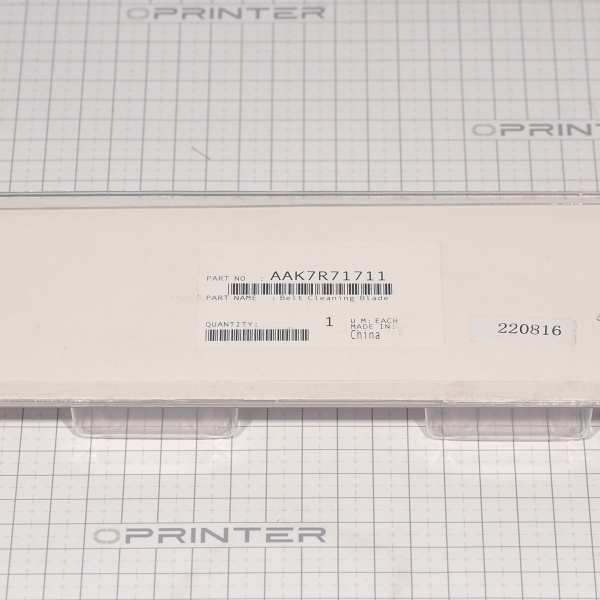 OPRINTER
OPRINTER
PART NO : AAK7R71711
PART NAME : Belt Cleaning Blade
QUANTITY: 1 U M: EACH
MADE IN:
China
220816
OPRINTER